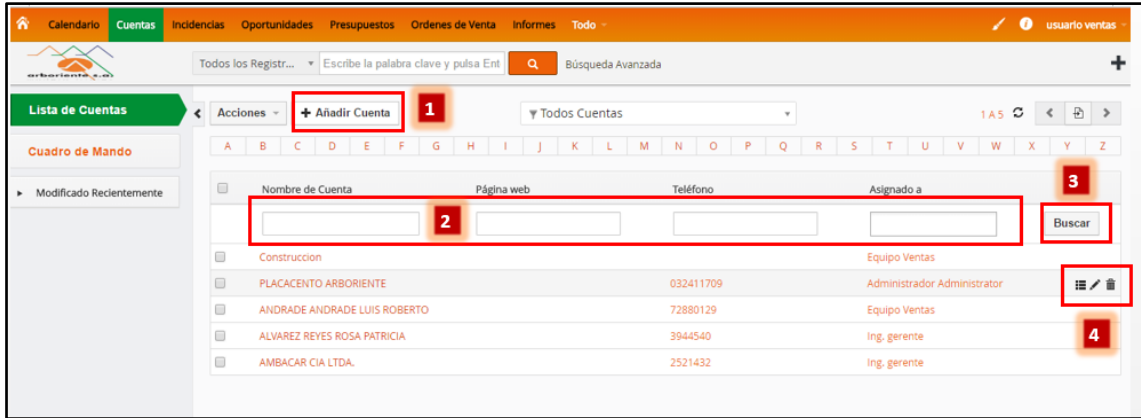 Calendario Cuentas Incidencias Oportunidades Presupuestos Ordenes de Venta Informes Todo usuario ventas
arboriente s.a. Todos los Registr... Escribe la palabra clave y pulsa Ent Búsqueda Avanzada
Lista de Cuentas Acciones + Añadir Cuenta 1 Todos Cuentas 1 A 5
Cuadro de Mando A B C D E F G H I J K L M N O P Q R S T U V W X Y Z
Modificado Recientemente Nombre de Cuenta Página web Teléfono Asignado a 3
2 Buscar
Construccion Equipo Ventas
PLACACENTO ARBORIENTE 032411709 Administrador Administrator
ANDRADE ANDRADE LUIS ROBERTO 72880129 Equipo Ventas
ALVAREZ REYES ROSA PATRICIA 3944540 Ing. gerente 4
AMBACAR CIA LTDA. 2521432 Ing. gerente